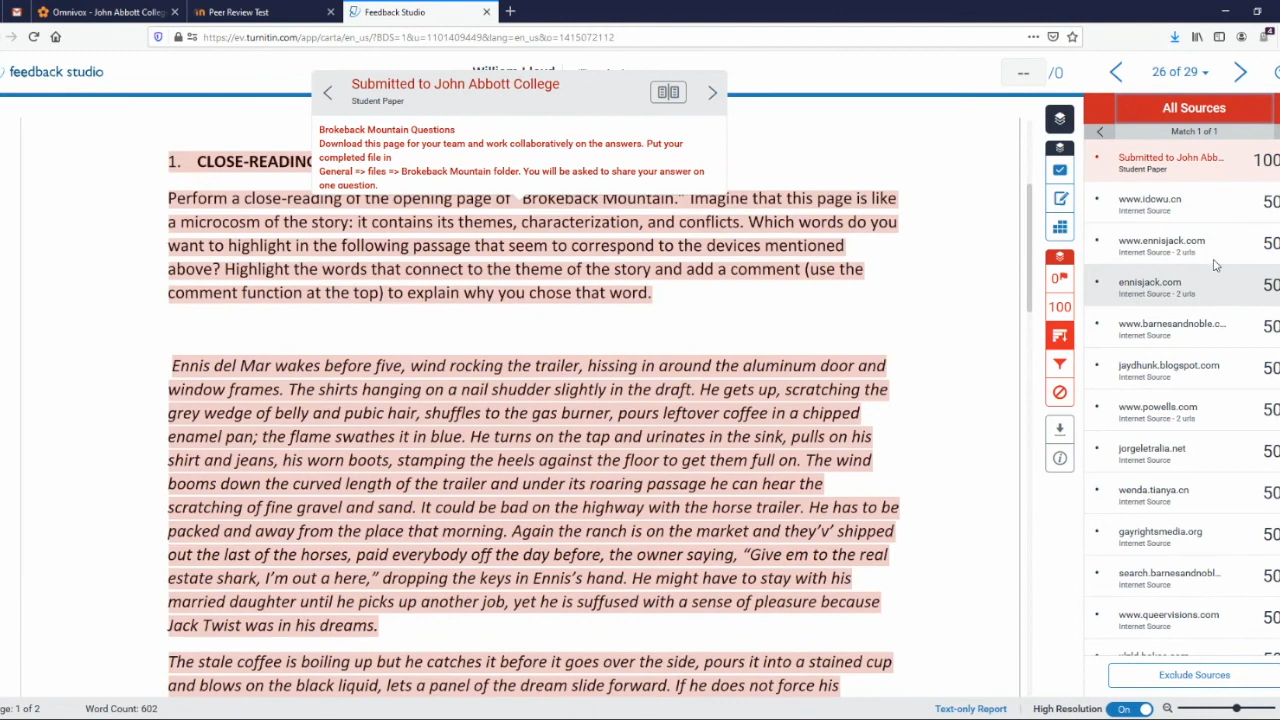 Omnivox - John Abbott Colleg
Peer Review Test
Feedback Studio
https://ev.turnitin.com/app/carta/en_us/?BDS=1&u=1101409449&lang=en_us&o=1415072112
feedback studio
-- /0
26 of 29
Submitted to John Abbott College
Student Paper
Brokeback Mountain Questions
Download this page for your team and work collaboratively on the answers. Put your
completed file in
General => files => Brokeback Mountain folder. You will be asked to share your answer on
one question.
1. CLOSE-READING
Perform a close-reading of the opening page of "Brokeback Mountain." Imagine that this page is like
a microcosm of the story: it contains themes, characterization, and conflicts. Which words do you
want to highlight in the following passage that seem to correspond to the devices mentioned
above? Highlight the words that connect to the theme of the story and add a comment (use the
comment function at the top) to explain why you chose that word.
Ennis del Mar wakes before five, wind rocking the trailer, hissing in around the aluminum door and
window frames. The shirts hanging on a nail shudder slightly in the draft. He gets up, scratching the
grey wedge of belly and pubic hair, shuffles to the gas burner, pours leftover coffee in a chipped
enamel pan; the flame swathes it in blue. He turns on the tap and urinates in the sink, pulls on his
shirt and jeans, his worn boots, stamping the heels against the floor to get them full on. The wind
booms down the curved length of the trailer and under its roaring passage he can hear the
scratching of fine gravel and sand. It could be bad on the highway with the horse trailer. He has to be
packed and away from the place that morning. Again the ranch is on the market and they'v' shipped
out the last of the horses, paid everybody off the day before, the owner saying, "Give em to the real
estate shark, I'm out a here," dropping the keys in Ennis's hand. He might have to stay with his
married daughter until he picks up another job, yet he is suffused with a sense of pleasure because
Jack Twist was in his dreams.
The stale coffee is boiling up but he catches it before it goes over the side, pours it into a stained cup
and blows on the black liquid, lets a panel of the dream slide forward. If he does not force his
0
100
All Sources
Match 1 of 1
Submitted to John Abb... 100
Student Paper
www.idcwu.cn 50
Internet Source
www.ennisjack.com 50
Internet Source - 2 urls
ennisjack.com 50
Internet Source - 2 urls
www.barnesandnoble.c... 50
Internet Source
jaydhunk.blogspot.com 50
Internet Source
www.powells.com 50
Internet Source - 2 urls
jorgeletralia.net 50
Internet Source
wenda.tianya.cn 50
Internet Source
gayrightsmedia.org 50
Internet Source
search.barnesandnobl... 50
Internet Source
www.queervisions.com 50
Internet Source
Exclude Sources
ge: 1 of 2
Word Count: 602
Text-only Report
High Resolution
On